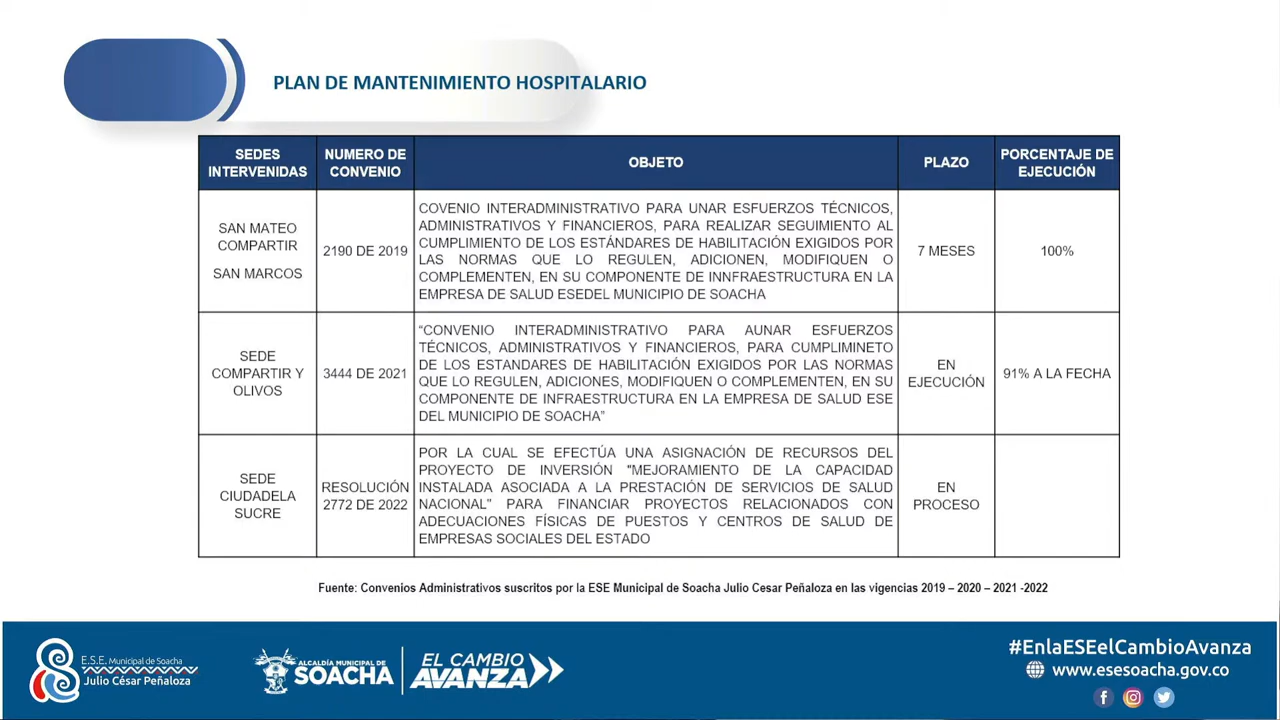 PLAN DE MANTENIMIENTO HOSPITALARIO
SEDES
INTERVENIDAS
NUMERO DE
CONVENIO
OBJETO
PLAZO
PORCENTAJE DE
EJECUCIÓN
SAN MATEO
COMPARTIR
SAN MARCOS
2190 DE 2019
COVENIO INTERADMINISTRATIVO PARA UNAR ESFUERZOS TÉCNICOS,
ADMINISTRATIVOS Y FINANCIEROS, PARA REALIZAR SEGUIMIENTO AL
CUMPLIMIENTO DE LOS ESTÁNDARES DE HABILITACIÓN EXIGIDOS POR
LAS NORMAS QUE LO REGULEN, ADICIONEN, MODIFIQUEN O
COMPLEMENTEN, EN SU COMPONENTE DE INNFRAESTRUCTURA EN LA
EMPRESA DE SALUD ESEDEL MUNICIPIO DE SOACHA
7 MESES
100%
SEDE
COMPARTIR Y
OLIVOS
3444 DE 2021
“CONVENIO INTERADMINISTRATIVO PARA AUNAR ESFUERZOS
TÉCNICOS, ADMINISTRATIVOS Y FINANCIEROS, PARA CUMPLIMINETO
DE LOS ESTANDARES DE HABILITACIÓN EXIGIDOS POR LAS NORMAS
QUE LO REGULEN, ADICIONES, MODIFIQUEN O COMPLEMENTEN, EN SU
COMPONENTE DE INFRAESTRUCTURA EN LA EMPRESA DE SALUD ESE
DEL MUNICIPIO DE SOACHA”
EN
EJECUCIÓN
91% A LA FECHA
SEDE
CIUDADELA
SUCRE
RESOLUCIÓN
2772 DE 2022
POR LA CUAL SE EFECTÚA UNA ASIGNACIÓN DE RECURSOS DEL
PROYECTO DE INVERSIÓN "MEJORAMIENTO DE LA CAPACIDAD
INSTALADA ASOCIADA A LA PRESTACIÓN DE SERVICIOS DE SALUD
NACIONAL" PARA FINANCIAR PROYECTOS RELACIONADOS CON
ADECUACIONES FÍSICAS DE PUESTOS Y CENTROS DE SALUD DE
EMPRESAS SOCIALES DEL ESTADO
EN
PROCESO
Fuente: Convenios Administrativos suscritos por la ESE Municipal de Soacha Julio Cesar Peñaloza en las vigencias 2019 – 2020 – 2021 -2022
E.S.E. Municipal de Soacha
Julio César Peñaloza
ALCALDÍA MUNICIPAL DE
SOACHA
EL CAMBIO
AVANZA
#EnlaESEelCambioAvanza
www.esesoacha.gov.co